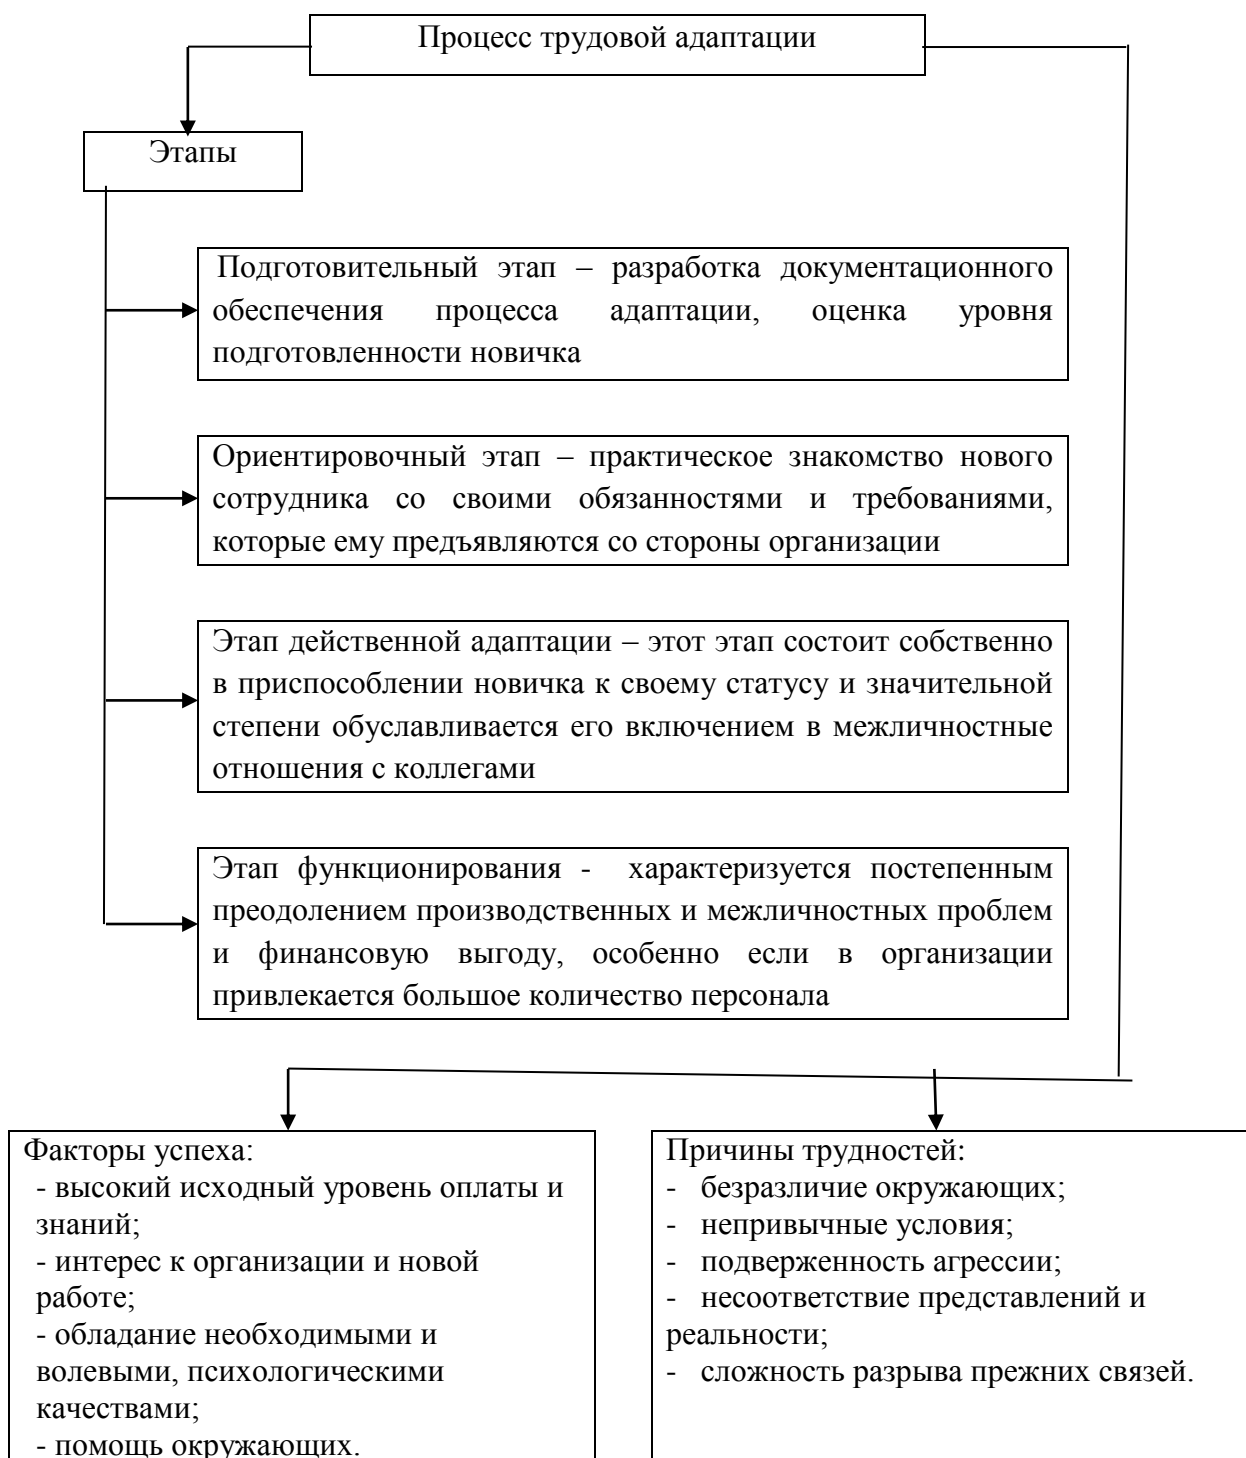 Процесс трудовой адаптации
Этапы
Подготовительный этап – разработка документационного
обеспечения процесса адаптации, оценка уровня
подготовленности новичка
Ориентировочный этап – практическое знакомство нового
сотрудника со своими обязанностями и требованиями,
которые ему предъявляются со стороны организации
Этап действенной адаптации – этот этап состоит собственно
в приспособлении новичка к своему статусу и значительной
степени обуславливается его включением в межличностные
отношения с коллегами
Этап функционирования - характеризуется постепенным
преодолением производственных и межличностных проблем
и финансовую выгоду, особенно если в организации
привлекается большое количество персонала
Факторы успеха:
- высокий исходный уровень оплаты и
знаний;
- интерес к организации и новой
работе;
- обладание необходимыми и
волевыми, психологическими
качествами;
- помощь окружающих.
Причины трудностей:
- безразличие окружающих;
- непривычные условия;
- подверженность агрессии;
- несоответствие представлений и
реальности;
- сложность разрыва прежних связей.